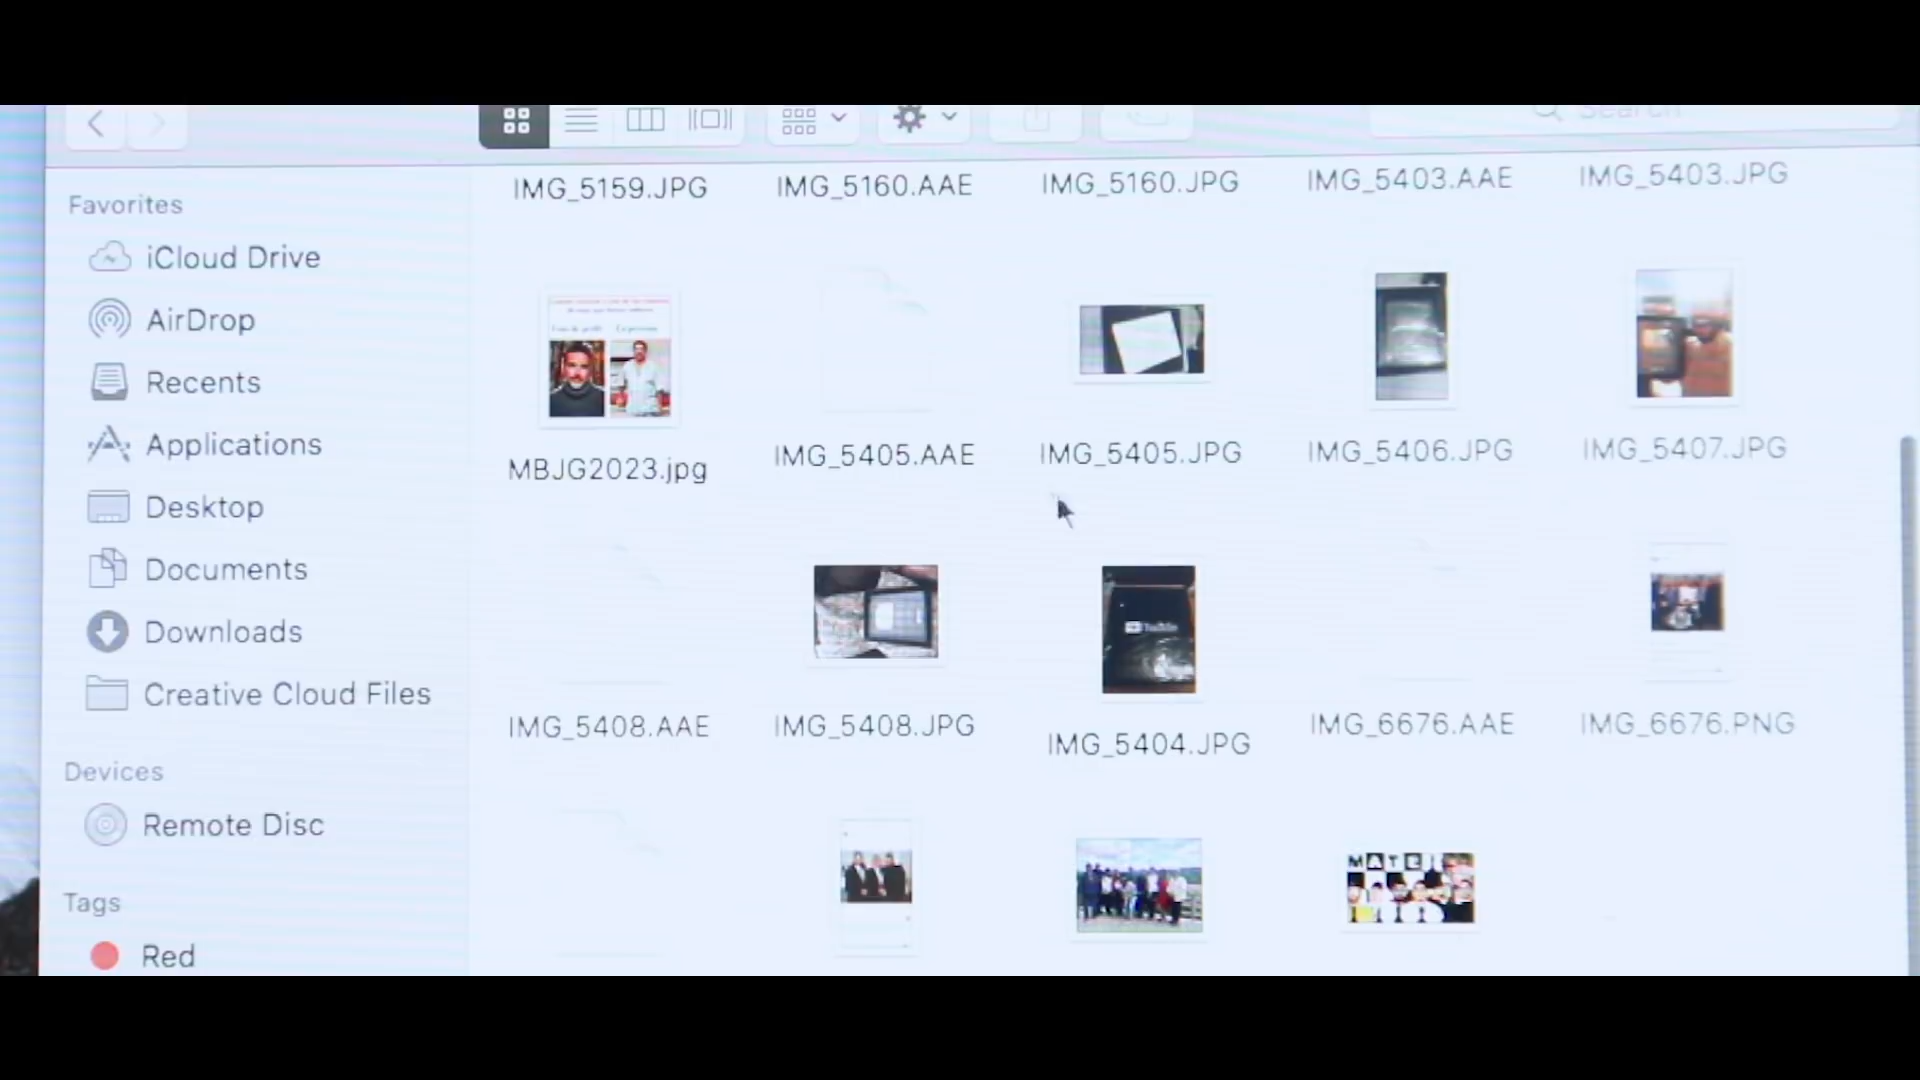 Search
IMG_5159.JPG IMG_5160.AAE IMG_5160.JPG IMG_5403.AAE IMG_5403.JPG
Favorites
iCloud Drive
AirDrop
Recents
Applications
Desktop
Documents
Downloads
Creative Cloud Files
Devices
Remote Disc
Tags
Red
MBJG2023.jpg IMG_5405.AAE IMG_5405.JPG IMG_5406.JPG IMG_5407.JPG
YouTube
IMG_5408.AAE IMG_5408.JPG IMG_5404.JPG IMG_6676.AAE IMG_6676.PNG